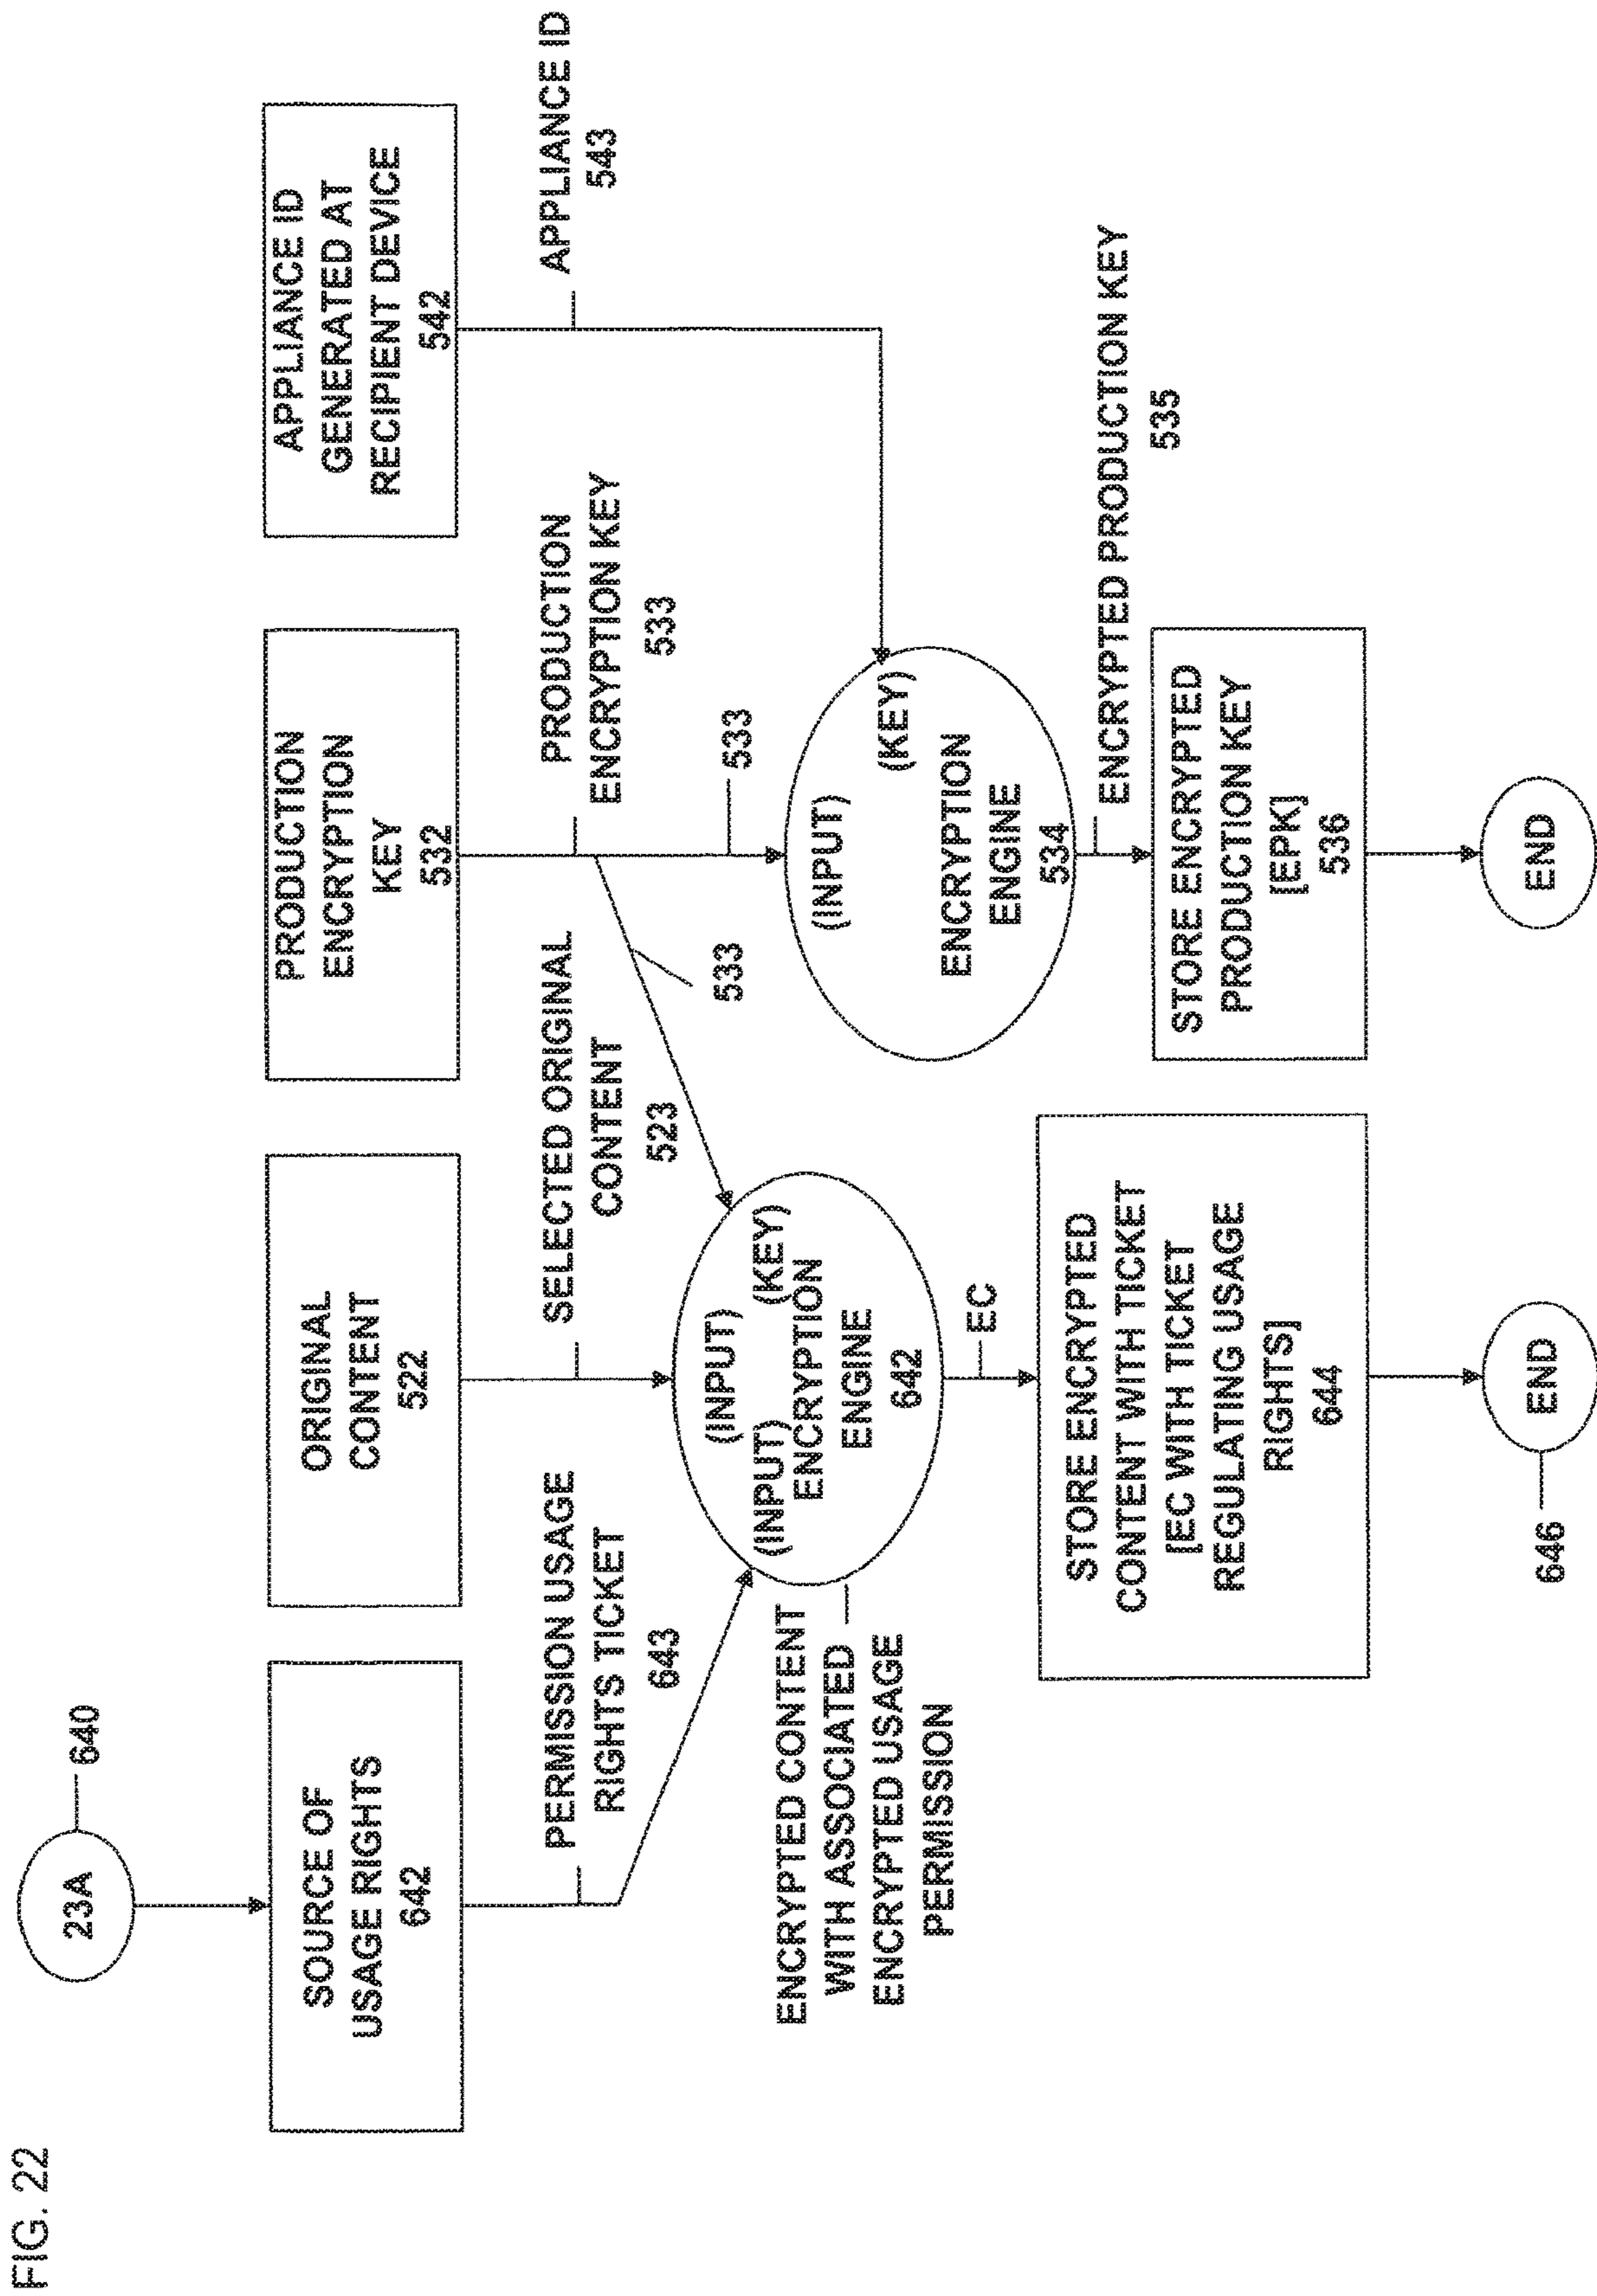 FIG. 22
23A
640
SOURCE OF
USAGE RIGHTS
642
ORIGINAL
CONTENT
522
PRODUCTION
ENCRYPTION
KEY
532
APPLIANCE ID
GENERATED AT
RECIPIENT DEVICE
542
PERMISSION USAGE
RIGHTS TICKET
643
SELECTED ORIGINAL
CONTENT
523
PRODUCTION
ENCRYPTION KEY
533
APPLIANCE ID
543
533
533
(INPUT)
(INPUT)
(KEY)
ENCRYPTION
ENGINE
642
(INPUT)
(KEY)
ENCRYPTION
ENGINE
534
ENCRYPTED CONTENT
WITH ASSOCIATED
ENCRYPTED USAGE
PERMISSION
EC
ENCRYPTED PRODUCTION KEY
535
STORE ENCRYPTED
CONTENT WITH TICKET
[EC WITH TICKET
REGULATING USAGE
RIGHTS]
644
STORE ENCRYPTED
PRODUCTION KEY
[EPK]
536
646
END
END